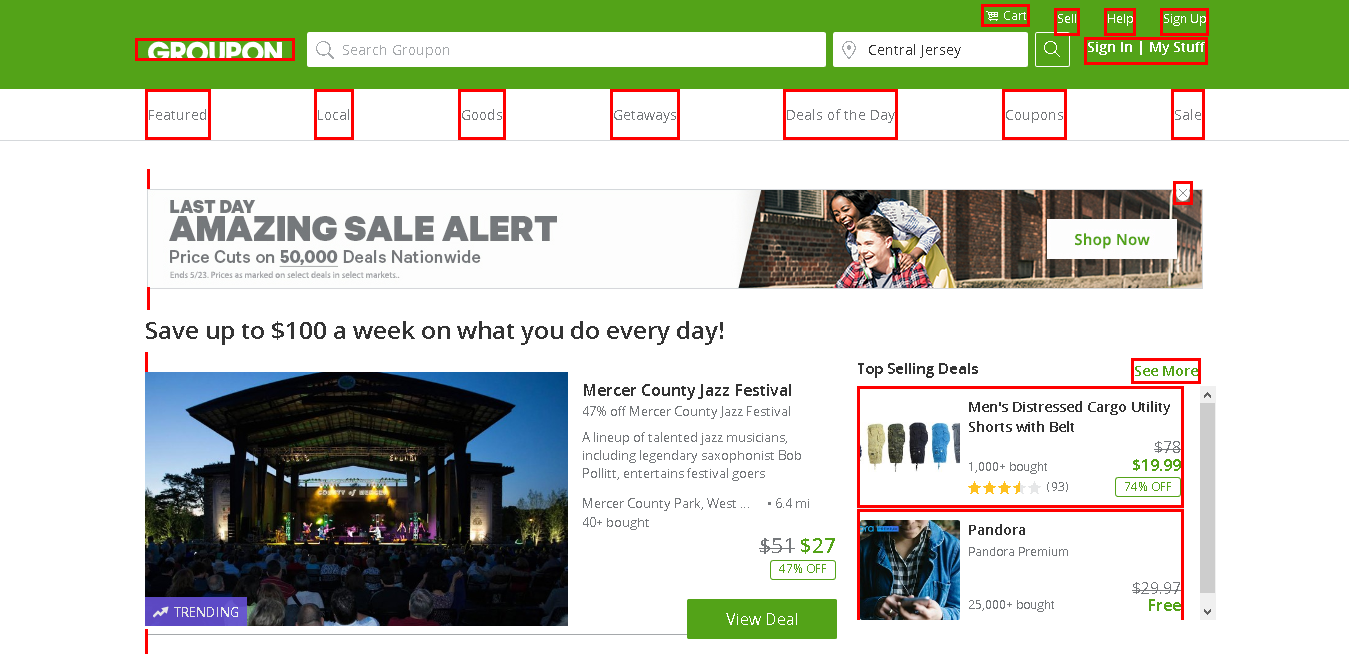 Cart
Sell
Help
Sign Up
GROUPON
Search Groupon
Central Jersey
Sign In | My Stuff
Featured
Local
Goods
Getaways
Deals of the Day
Coupons
Sale
LAST DAY
AMAZING SALE ALERT
Price Cuts on 50,000 Deals Nationwide
Ends 5/23. Prices as marked on select deals in select markets..
Shop Now
Save up to $100 a week on what you do every day!
TRENDING
Mercer County Jazz Festival
47% off Mercer County Jazz Festival
A lineup of talented jazz musicians,
including legendary saxophonist Bob
Pollitt, entertains festival goers
Mercer County Park, West ... • 6.4 mi
40+ bought
$51 $27
47% OFF
View Deal
Top Selling Deals
See More
Men's Distressed Cargo Utility
Shorts with Belt
$78
1,000+ bought
$19.99
(93)
74% OFF
Pandora
Pandora Premium
$29.97
25,000+ bought
Free